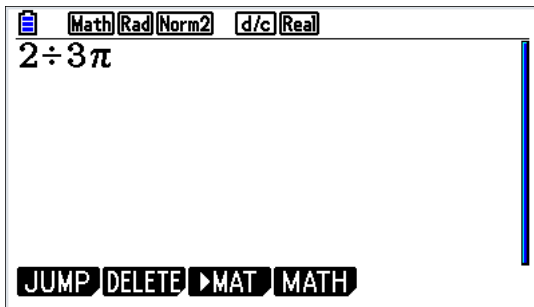 Math Rad Norm2 d/c Real
2÷3π
JUMP DELETE ►MAT MATH